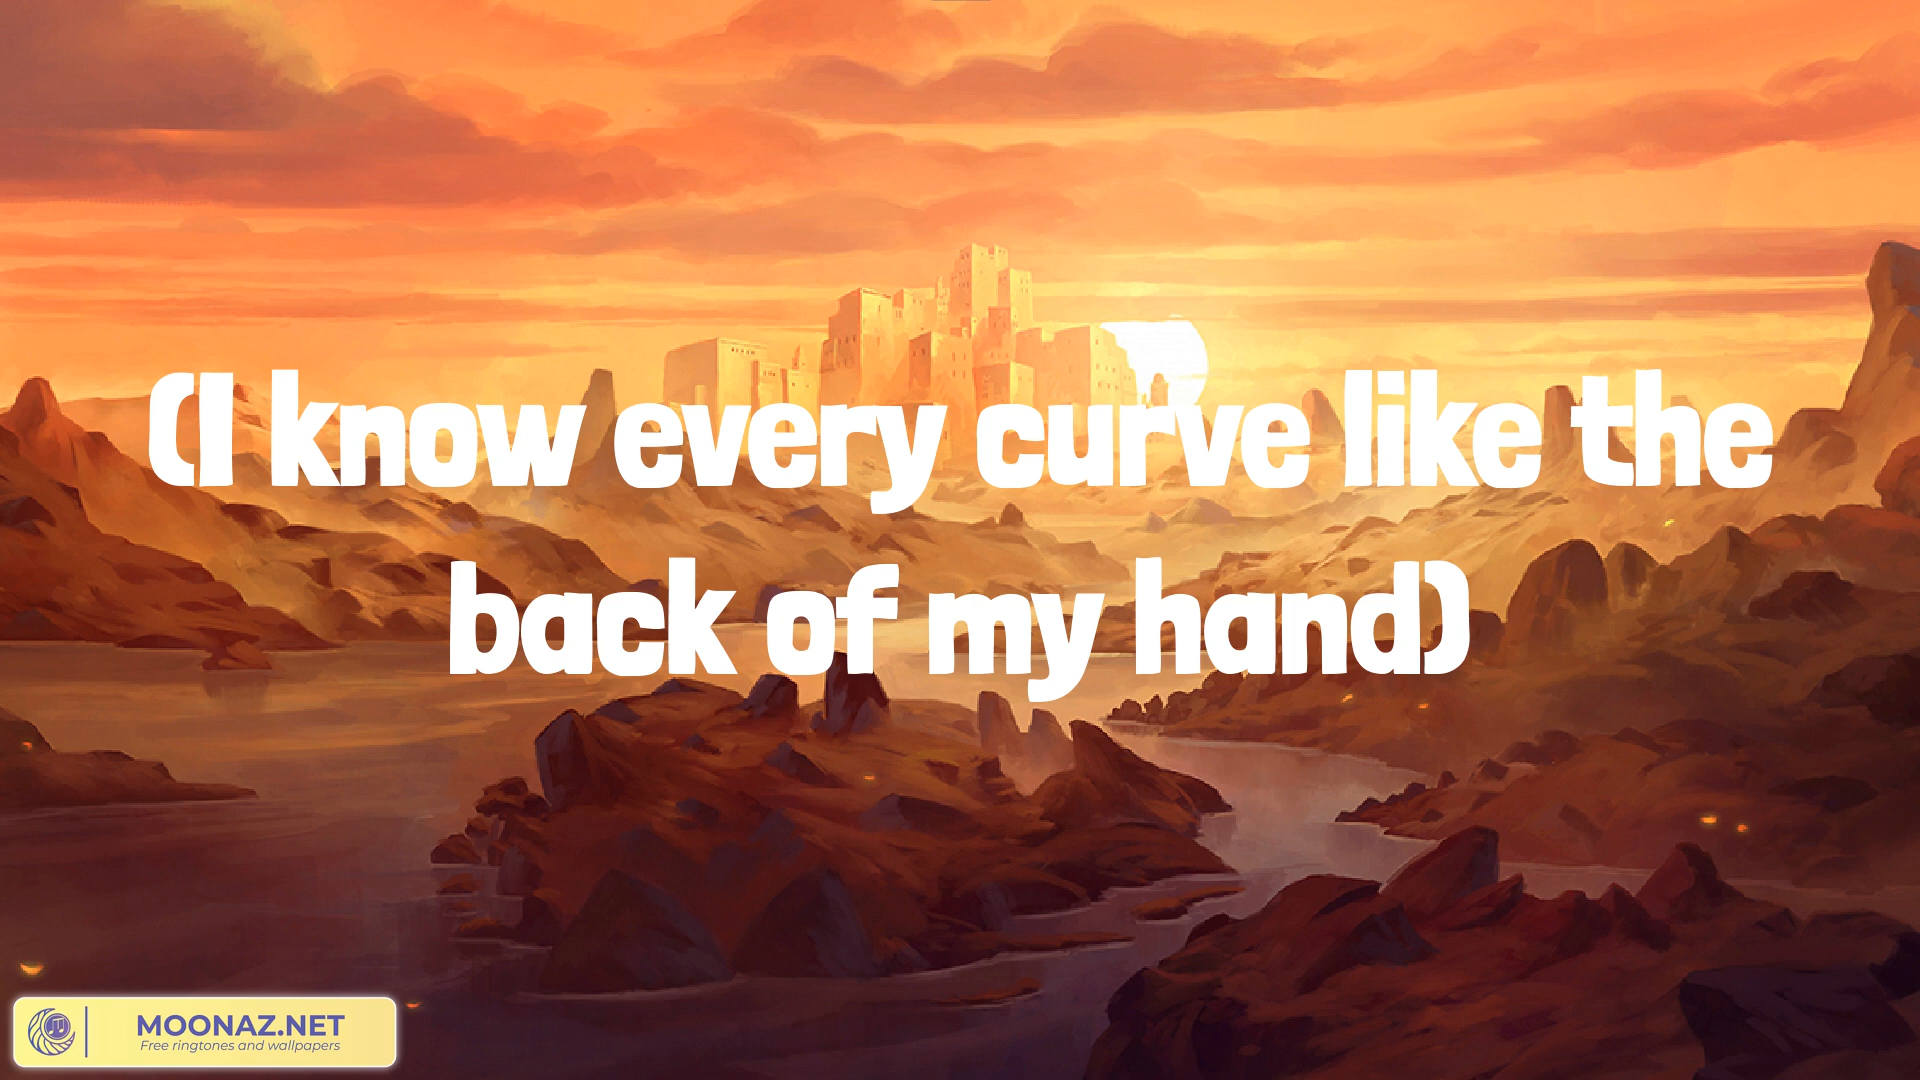 (I know every curve like the
back of my hand)
MOONAZ.NET
Free ringtones and wallpapers